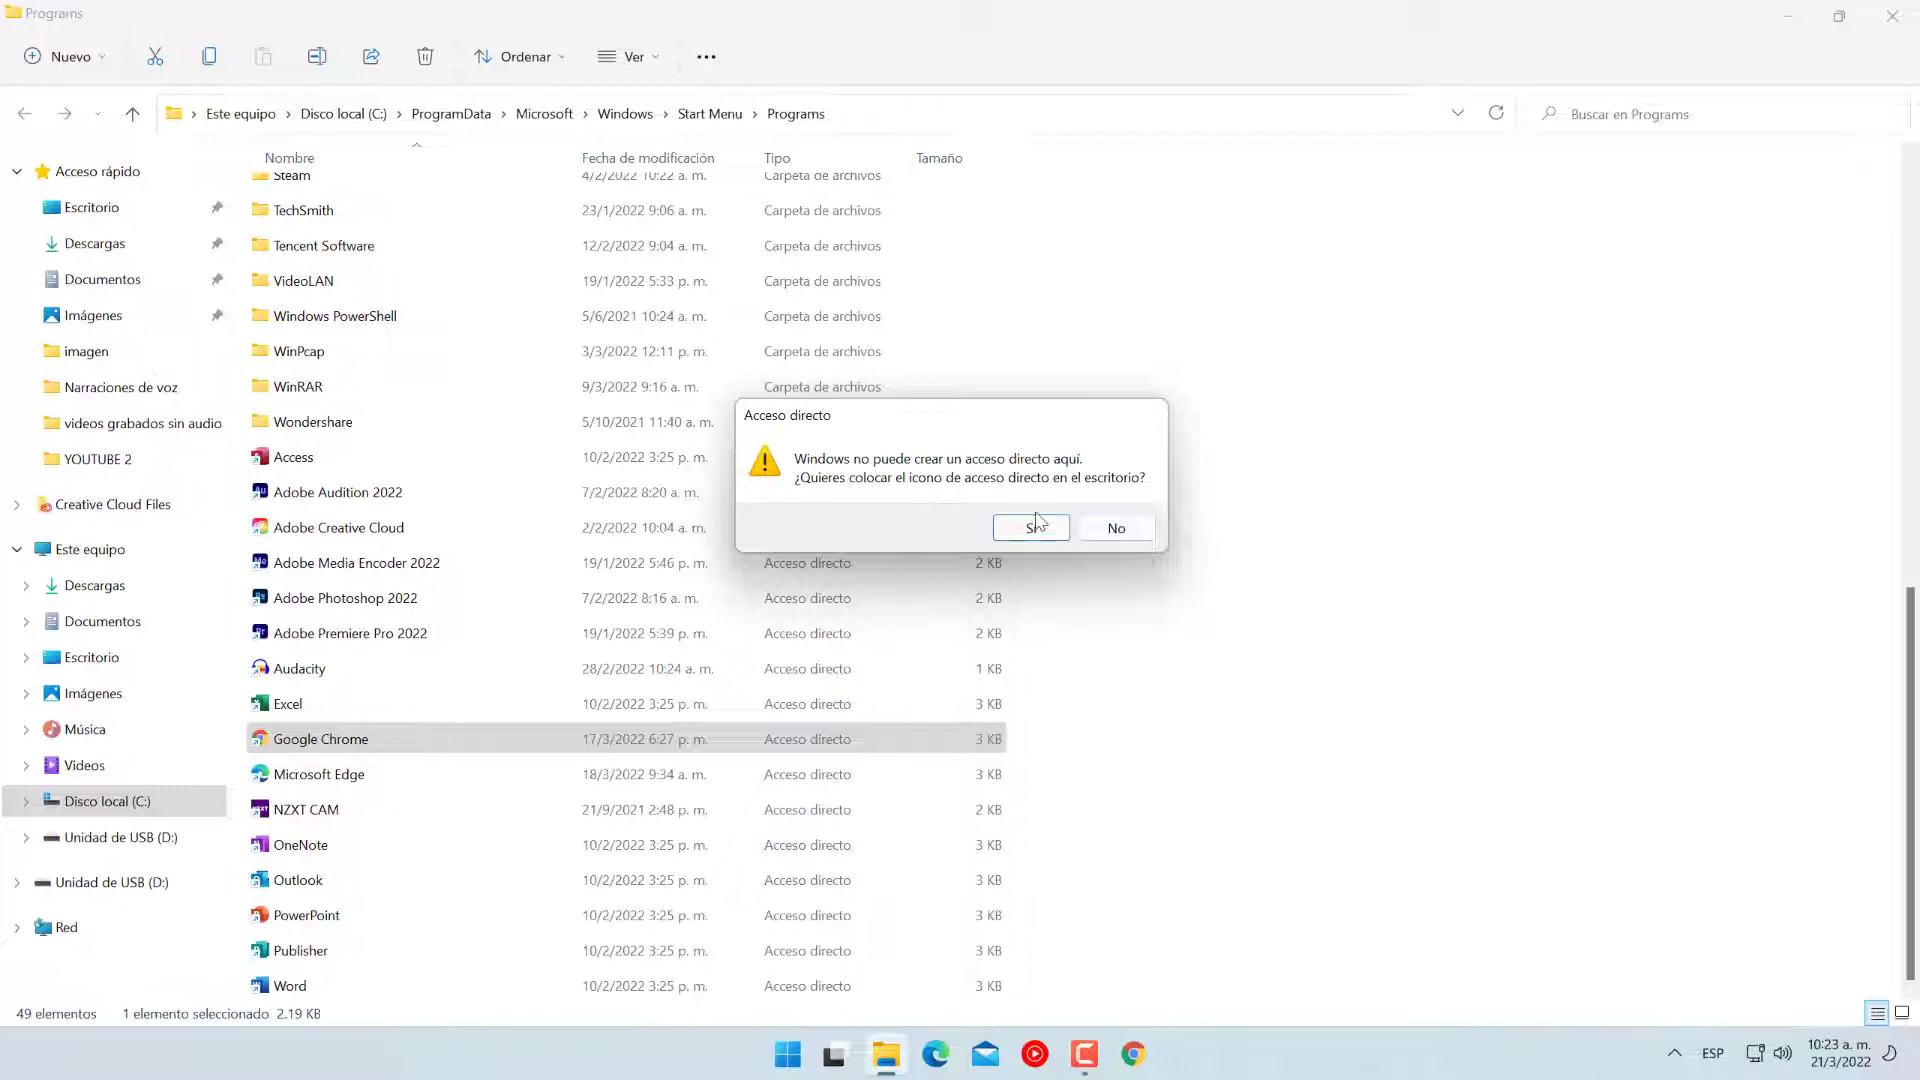 Programs
Nuevo
Ordenar
Ver
Este equipo > Disco local (C:) > ProgramData > Microsoft > Windows > Start Menu > Programs
Buscar en Programs
Nombre Fecha de modificación Tipo Tamaño
Acceso rápido
Escritorio
Descargas
Documentos
Imágenes
imagen
Narraciones de voz
videos grabados sin audio
YOUTUBE 2
Creative Cloud Files
Este equipo
Descargas
Documentos
Escritorio
Imágenes
Música
Videos
Disco local (C:)
Unidad de USB (D:)
Unidad de USB (D:)
Red
Steam 4/2/2022 10:22 a. m. Carpeta de archivos
TechSmith 23/1/2022 9:06 a. m. Carpeta de archivos
Tencent Software 12/2/2022 9:04 a. m. Carpeta de archivos
VideoLAN 19/1/2022 5:33 p. m. Carpeta de archivos
Windows PowerShell 5/6/2021 10:24 a. m. Carpeta de archivos
WinPcap 3/3/2022 12:11 p. m. Carpeta de archivos
WinRAR 9/3/2022 9:16 a. m. Carpeta de archivos
Wondershare 5/10/2021 11:40 a. m.
Access 10/2/2022 3:25 p. m.
Adobe Audition 2022 7/2/2022 8:20 a. m.
Adobe Creative Cloud 2/2/2022 10:04 a. m.
Adobe Media Encoder 2022 19/1/2022 5:46 p. m. Acceso directo 2 KB
Adobe Photoshop 2022 7/2/2022 8:16 a. m. Acceso directo 2 KB
Adobe Premiere Pro 2022 19/1/2022 5:39 p. m. Acceso directo 2 KB
Audacity 28/2/2022 10:24 a. m. Acceso directo 1 KB
Excel 10/2/2022 3:25 p. m. Acceso directo 3 KB
Google Chrome 17/3/2022 6:27 p. m. Acceso directo 3 KB
Microsoft Edge 18/3/2022 9:34 a. m. Acceso directo 3 KB
NZXT CAM 21/9/2021 2:48 p. m. Acceso directo 2 KB
OneNote 10/2/2022 3:25 p. m. Acceso directo 3 KB
Outlook 10/2/2022 3:25 p. m. Acceso directo 3 KB
PowerPoint 10/2/2022 3:25 p. m. Acceso directo 3 KB
Publisher 10/2/2022 3:25 p. m. Acceso directo 3 KB
Word 10/2/2022 3:25 p. m. Acceso directo 3 KB
Acceso directo
Windows no puede crear un acceso directo aquí.
¿Quieres colocar el icono de acceso directo en el escritorio?
No
49 elementos 1 elemento seleccionado 2.19 KB
ESP
10:23 a. m.
21/3/2022